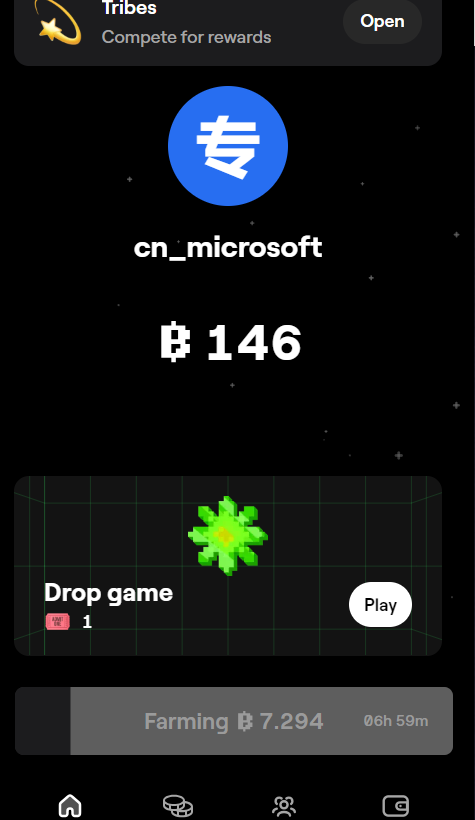 Tribes
Compete for rewards
Open
专
cn_microsoft
146
Drop game
1
Play
Farming 7.294
06h 59m